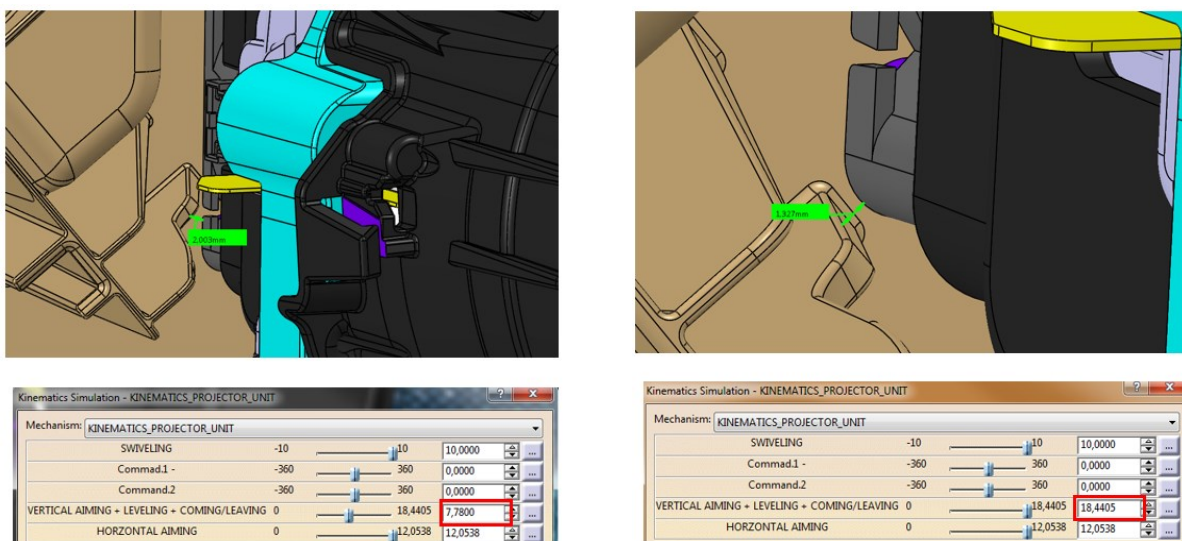 2,003mm
1,327mm
Kinematics Simulation - KINEMATICS_PROJECTOR_UNIT
? X
Mechanism: KINEMATICS_PROJECTOR_UNIT
SWIVELING -10 10 10,0000 ...
Commad.1 - -360 360 0,0000 ...
Command.2 -360 360 0,0000 ...
VERTICAL AIMING + LEVELING + COMING/LEAVING 0 18,4405 7,7800 ...
HORZONTAL AIMING 0 12,0538 12,0538 ...
Kinematics Simulation - KINEMATICS_PROJECTOR_UNIT
? X
Mechanism: KINEMATICS_PROJECTOR_UNIT
SWIVELING -10 10 10,0000 ...
Commad.1 - -360 360 0,0000 ...
Command.2 -360 360 0,0000 ...
VERTICAL AIMING + LEVELING + COMING/LEAVING 0 18,4405 18,4405 ...
HORZONTAL AIMING 0 12,0538 12,0538 ...